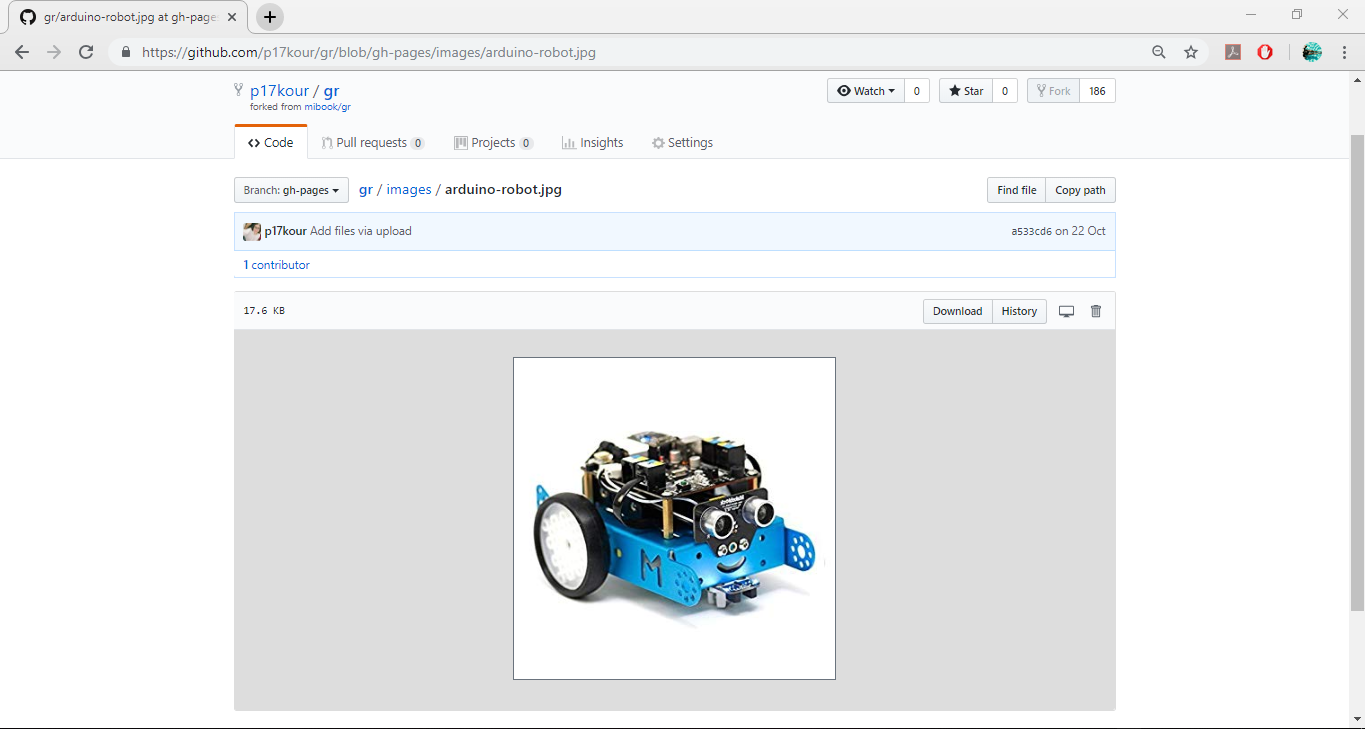 gr/arduino-robot.jpg at gh-page
https://github.com/p17kour/gr/blob/gh-pages/images/arduino-robot.jpg
p17kour / gr
Watch 0 Star 0 Fork 186
forked from mibook/gr
Code Pull requests 0 Projects 0 Insights Settings
Branch: gh-pages gr / images / arduino-robot.jpg Find file Copy path
p17kour Add files via upload a533cd6 on 22 Oct
1 contributor
17.6 KB Download History
M